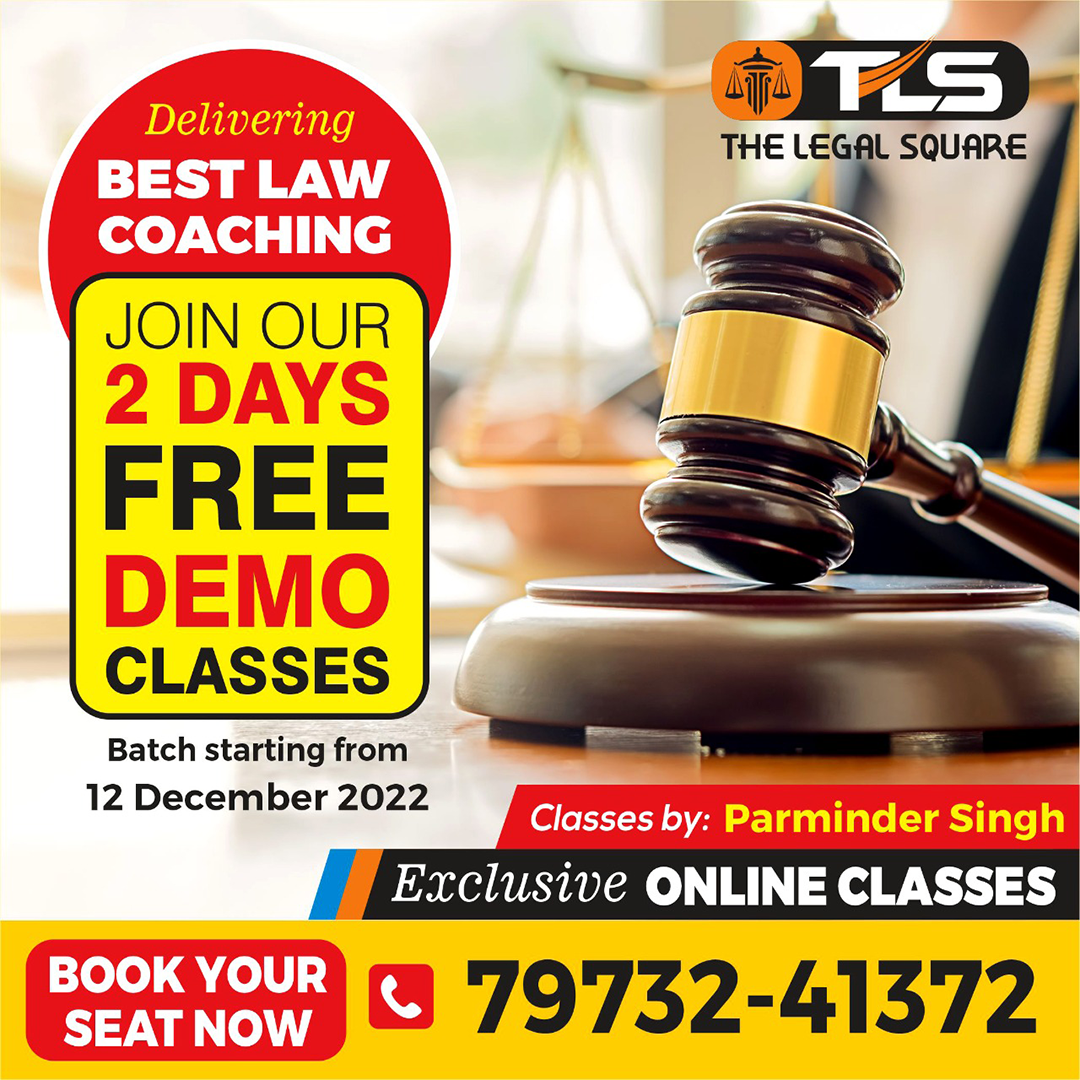 Delivering
BEST LAW
COACHING
JOIN OUR
2 DAYS
FREE
DEMO
CLASSES
Batch starting from
12 December 2022
TLS
THE LEGAL SQUARE
Classes by: Parminder Singh
Exclusive ONLINE CLASSES
BOOK YOUR
SEAT NOW
79732-41372